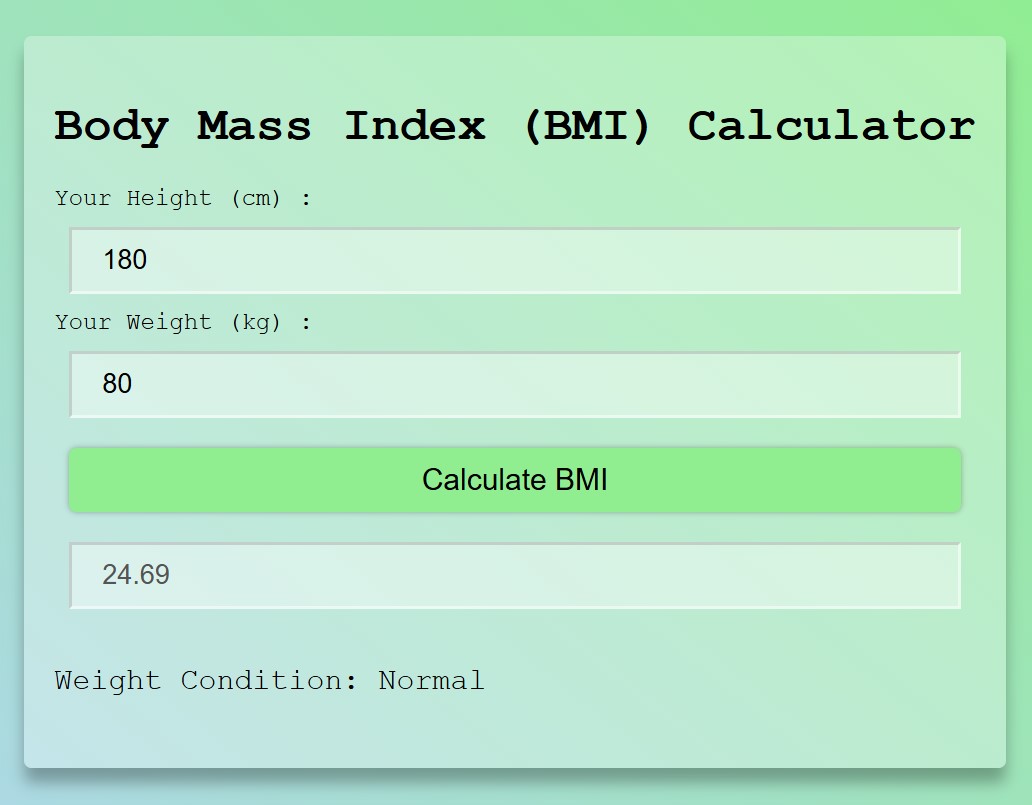 Body Mass Index (BMI) Calculator
Your Height (cm) :
180
Your Weight (kg) :
80
Calculate BMI
24.69
Weight Condition: Normal